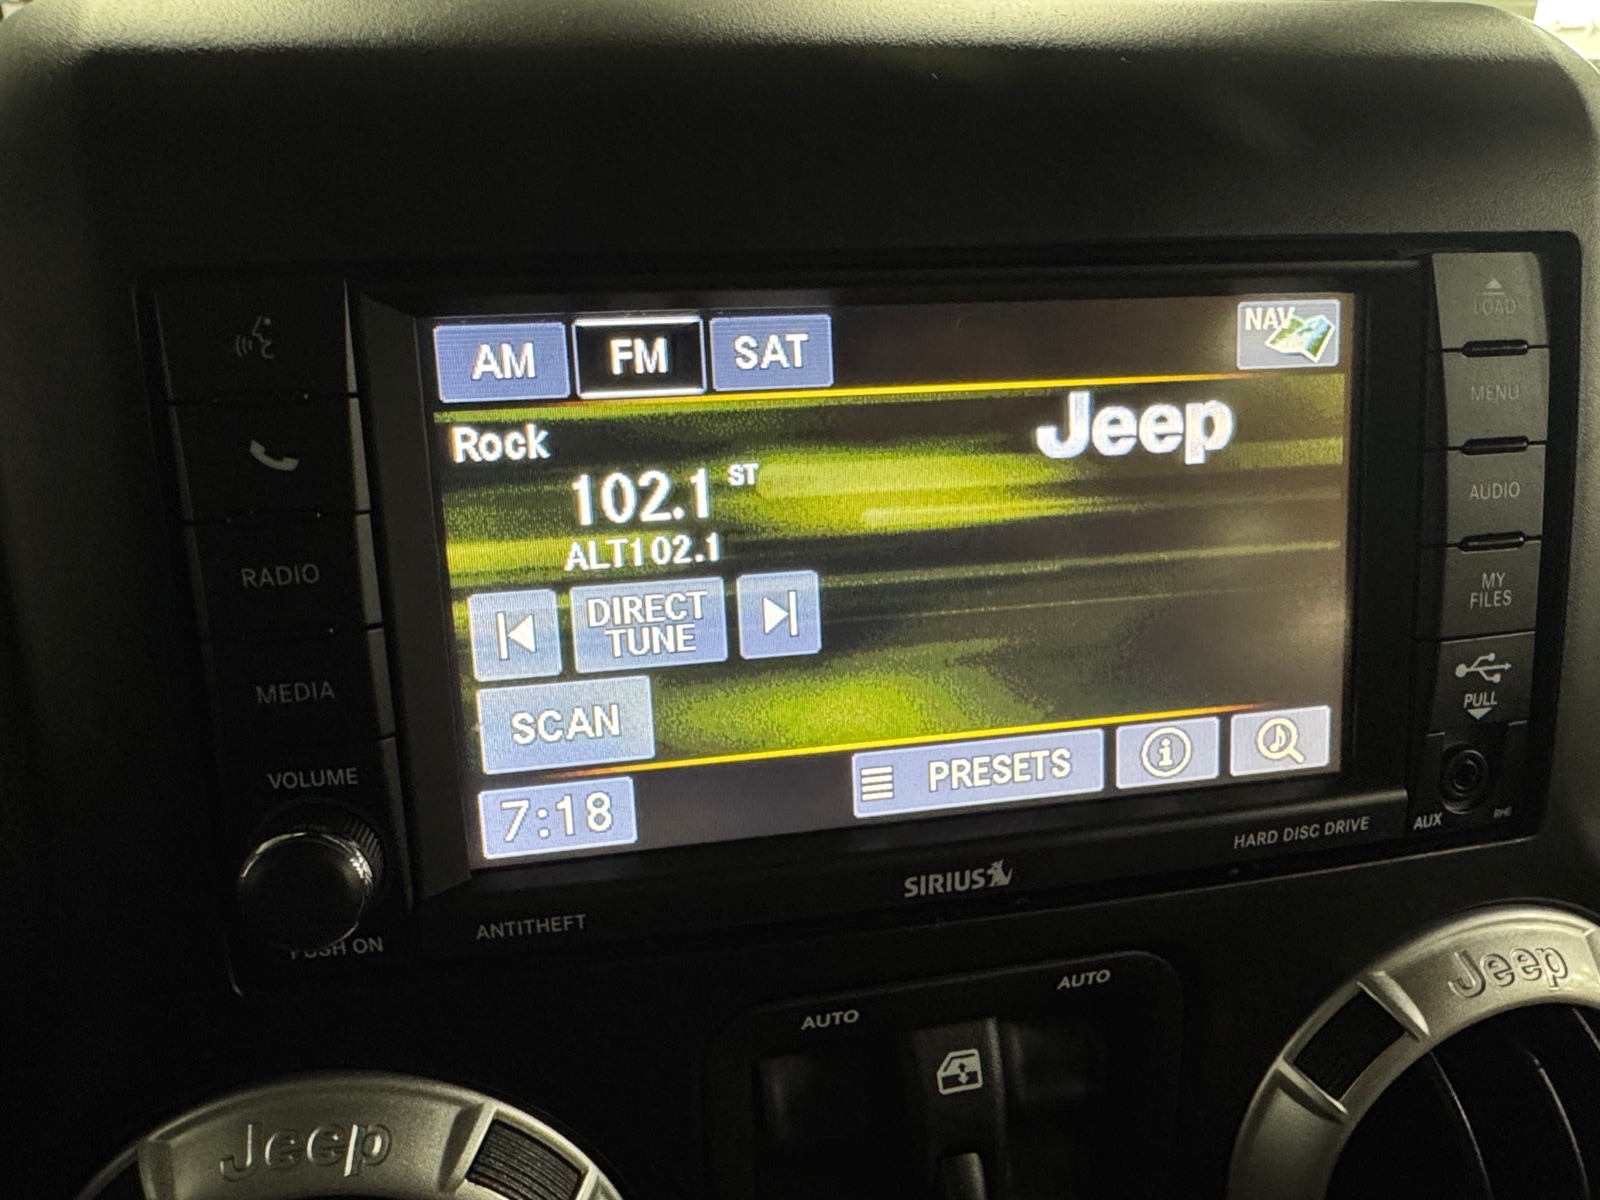 LOAD
MENU
AUDIO
MY
FILES
PULL
AUX
RADIO
MEDIA
VOLUME
PUSH ON
AM FM SAT NAV
Jeep
Rock
102.1 ST
ALT102.1
DIRECT
TUNE
SCAN
7:18 PRESETS
HARD DISC DRIVE
SIRIUS
ANTITHEFT
AUTO AUTO
Jeep
Jeep